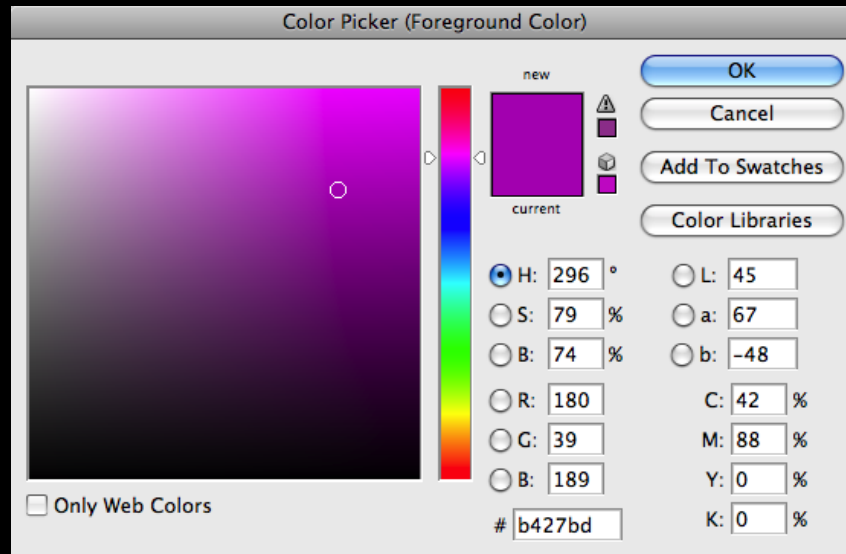 Color Picker (Foreground Color)
new
current
OK
Cancel
Add To Swatches
Color Libraries
H: 296 °
S: 79 %
B: 74 %
R: 180
G: 39
B: 189
# b427bd
L: 45
a: 67
b: -48
C: 42 %
M: 88 %
Y: 0 %
K: 0 %
Only Web Colors